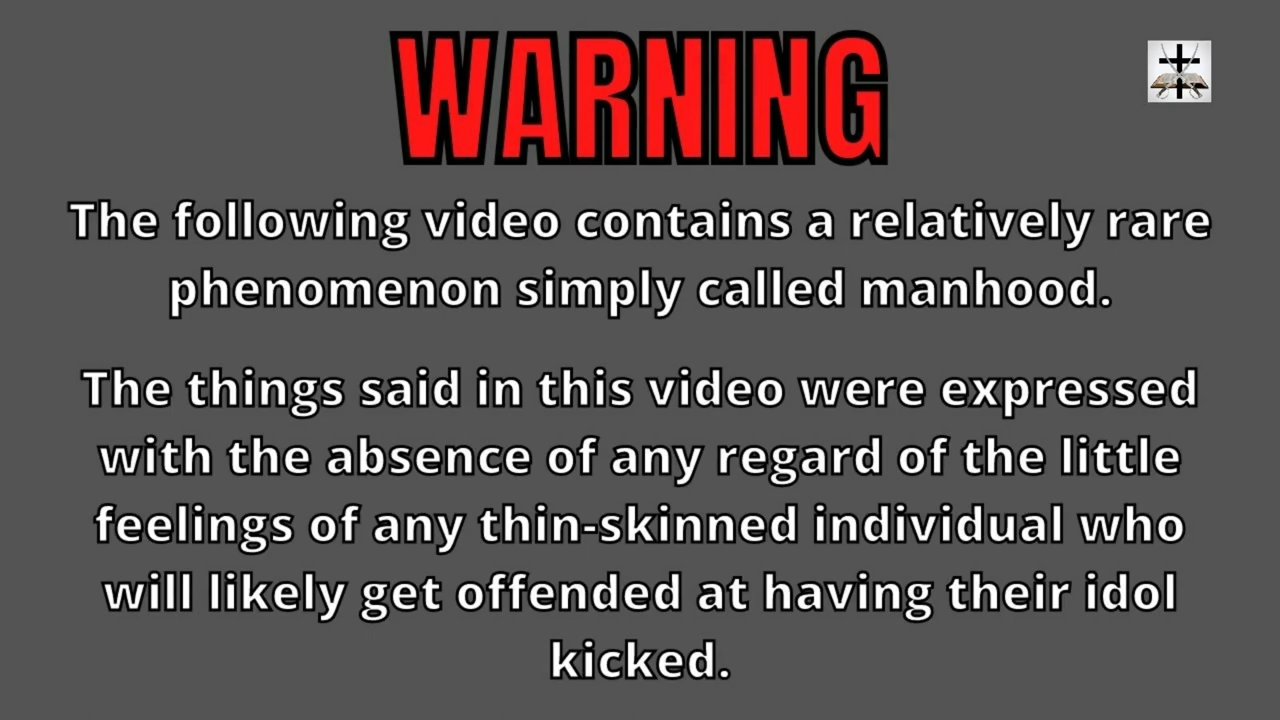 WARNING
The following video contains a relatively rare
phenomenon simply called manhood.
The things said in this video were expressed
with the absence of any regard of the little
feelings of any thin-skinned individual who
will likely get offended at having their idol
kicked.